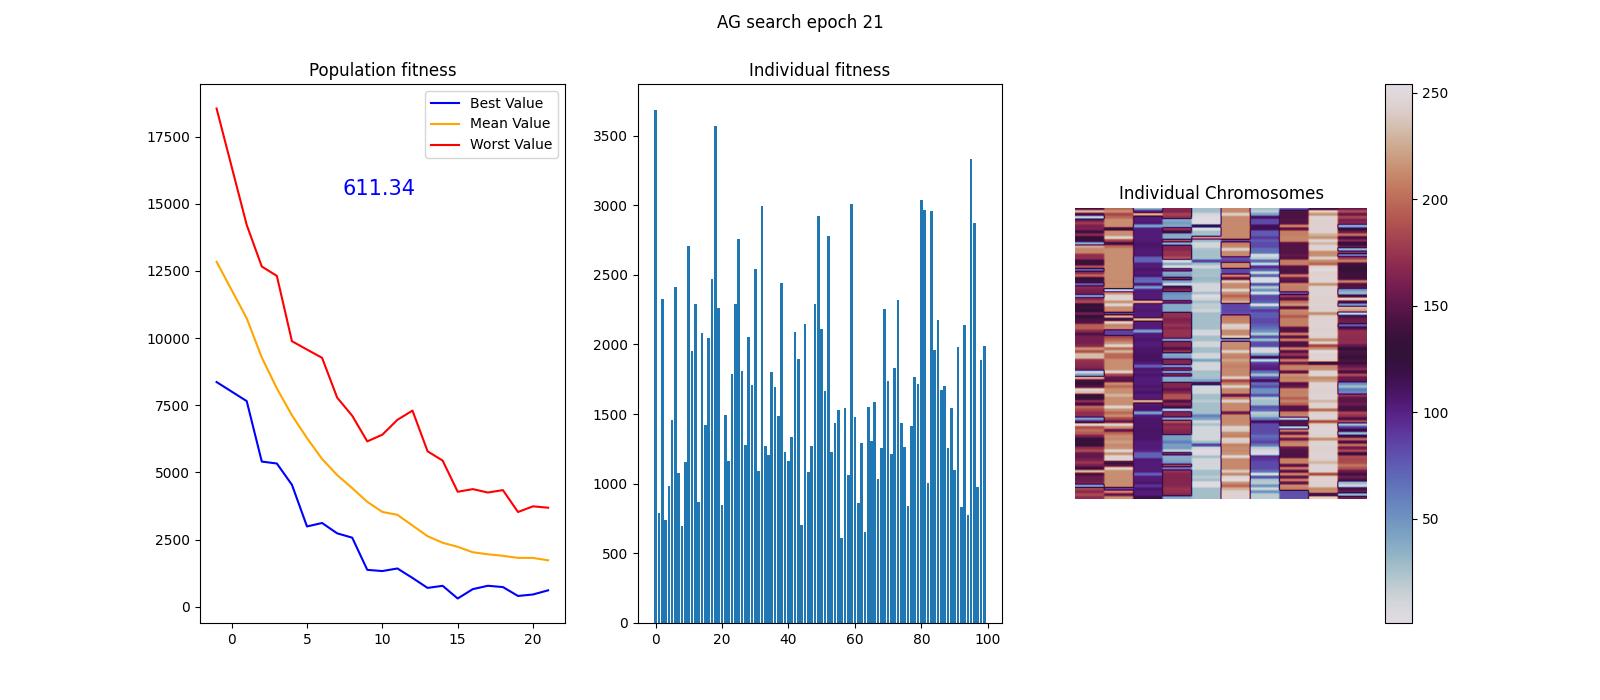 AG search epoch 21
Population fitness
Best Value
Mean Value
Worst Value
611.34
17500
15000
12500
10000
7500
5000
2500
0
0 5 10 15 20
Individual fitness
3500
3000
2500
2000
1500
1000
500
0
0 20 40 60 80 100
Individual Chromosomes
250
200
150
100
50